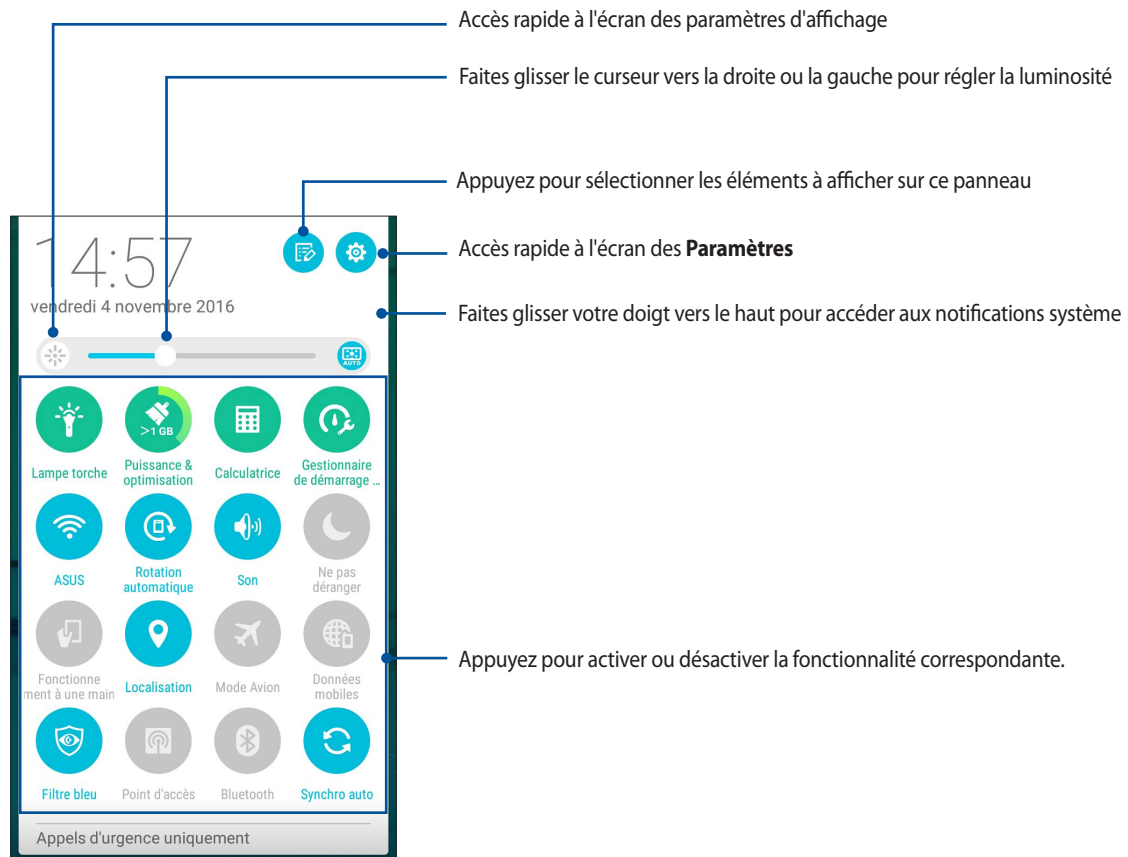 Accès rapide à l'écran des paramètres d'affichage
Faites glisser le curseur vers la droite ou la gauche pour régler la luminosité
Appuyez pour sélectionner les éléments à afficher sur ce panneau
Accès rapide à l'écran des Paramètres
Faites glisser votre doigt vers le haut pour accéder aux notifications système
14:57
vendredi 4 novembre 2016
AUTO
>1 GB
Lampe torche
Puissance &
optimisation
Calculatrice
Gestionnaire
de démarrage ...
ASUS
Rotation
automatique
Son
Ne pas
déranger
Fonctionne
ment à une main
Localisation
Mode Avion
Données
mobiles
Appuyez pour activer ou désactiver la fonctionnalité correspondante.
Filtre bleu
Point d'accès
Bluetooth
Synchro auto
Appels d'urgence uniquement